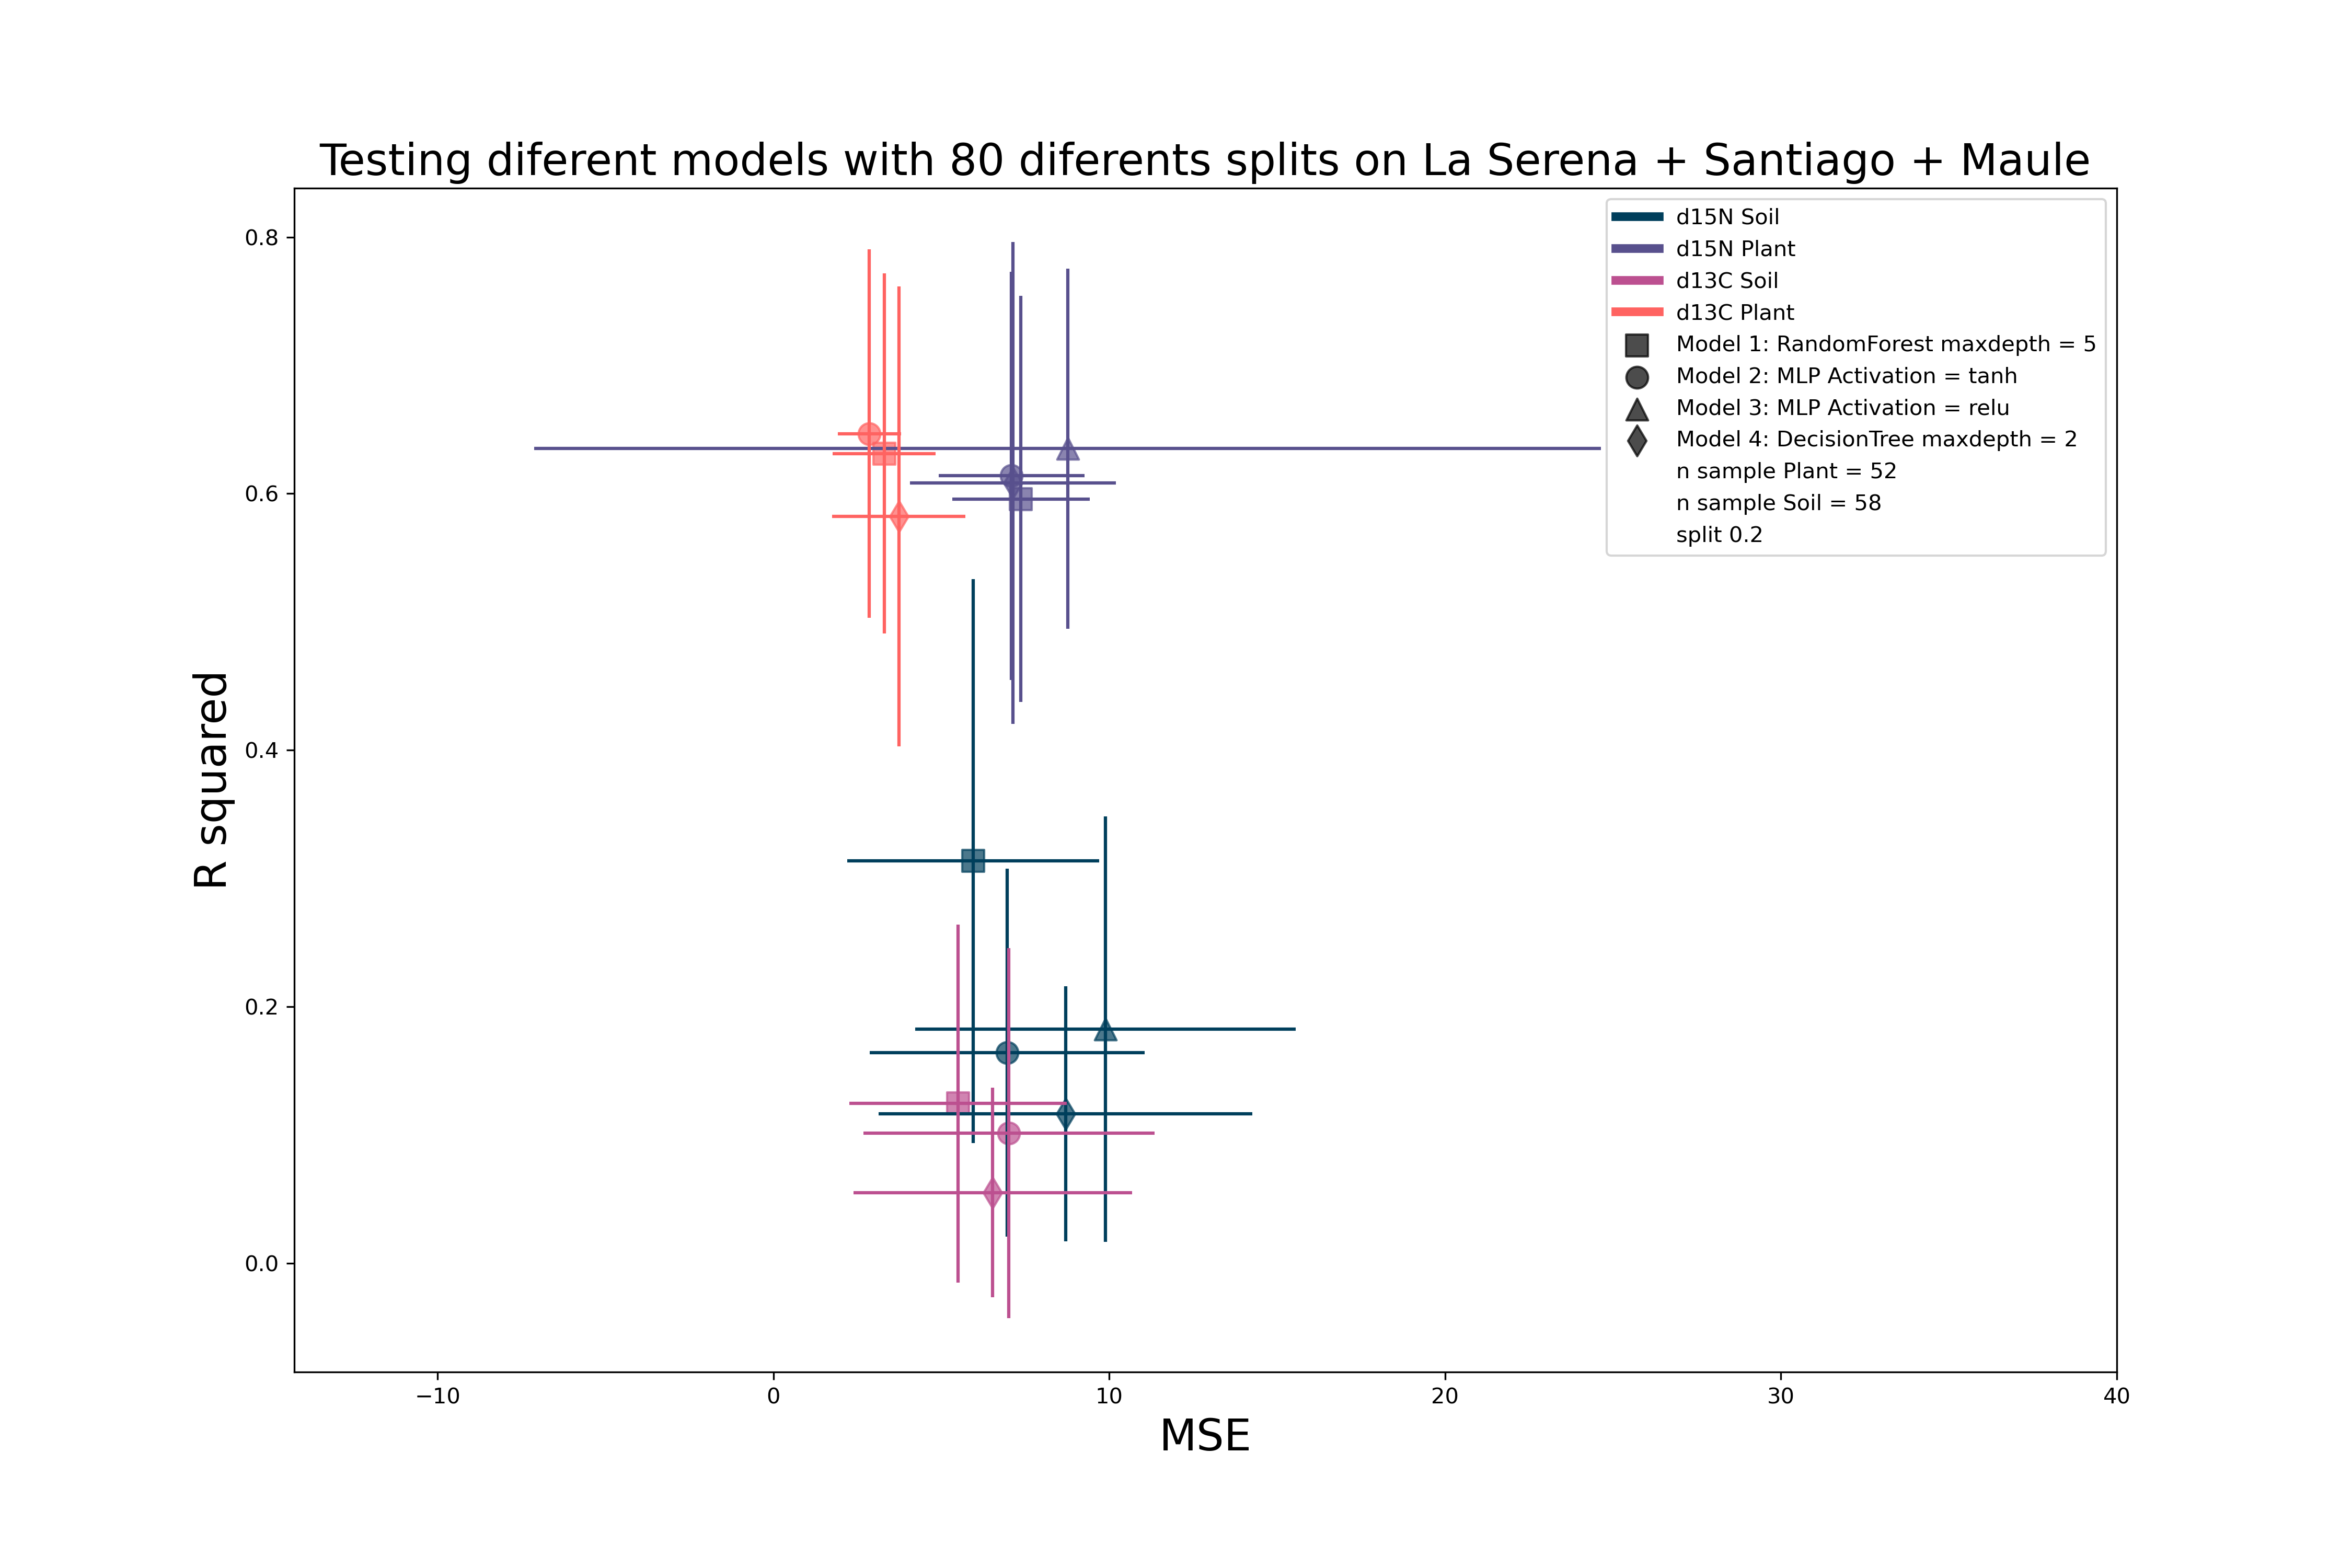 Testing diferent models with 80 diferents splits on La Serena + Santiago + Maule
d15N Soil
d15N Plant
d13C Soil
d13C Plant
Model 1: RandomForest maxdepth = 5
Model 2: MLP Activation = tanh
Model 3: MLP Activation = relu
Model 4: DecisionTree maxdepth = 2
n sample Plant = 52
n sample Soil = 58
split 0.2
R squared
0.8
0.6
0.4
0.2
0.0
−10
0
10
20
30
40
MSE